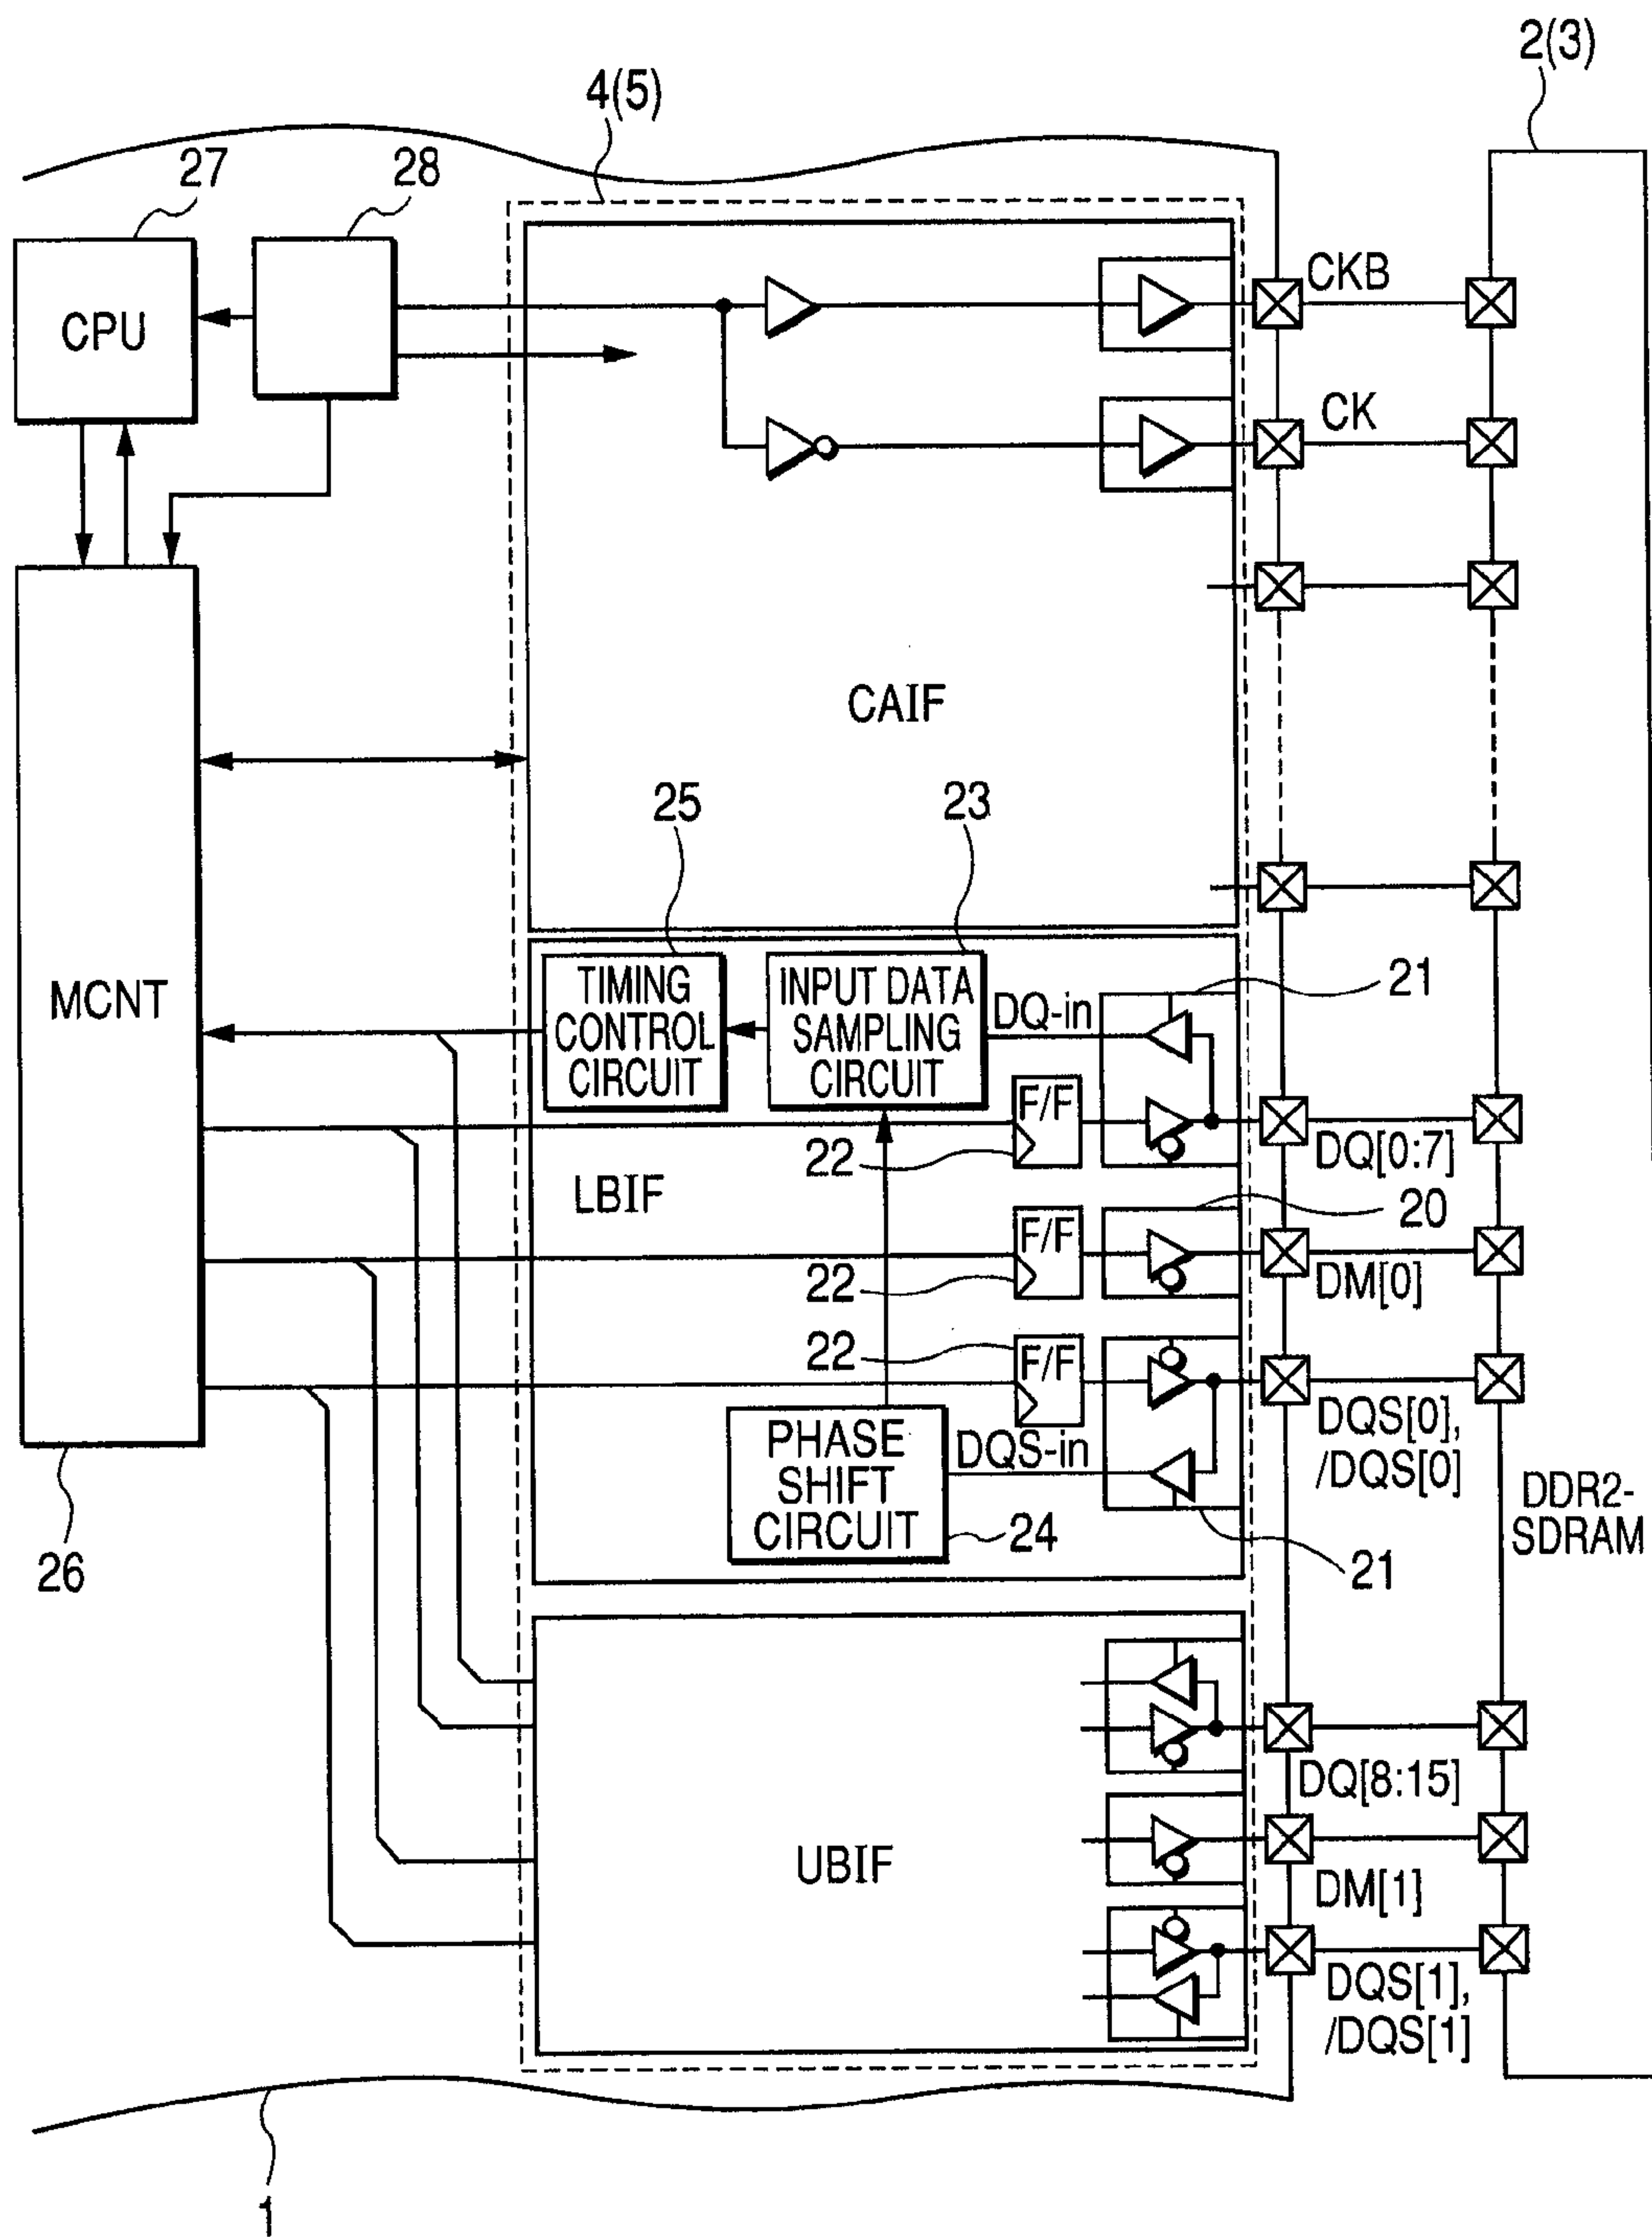 2(3)
4(5)
27
28
CKB
CPU
CK
CAIF
25
23
MCNT
TIMING
CONTROL
CIRCUIT
INPUT DATA
SAMPLING
CIRCUIT
DQ-in
21
F/F
22
DQ[0:7]
LBIF
20
F/F
22
DM[0]
22
F/F
DQS[0],
/DQS[0]
PHASE
SHIFT
CIRCUIT
DQS-in
24
DDR2-
SDRAM
26
21
DQ[8:15]
UBIF
DM[1]
DQS[1],
/DQS[1]
1